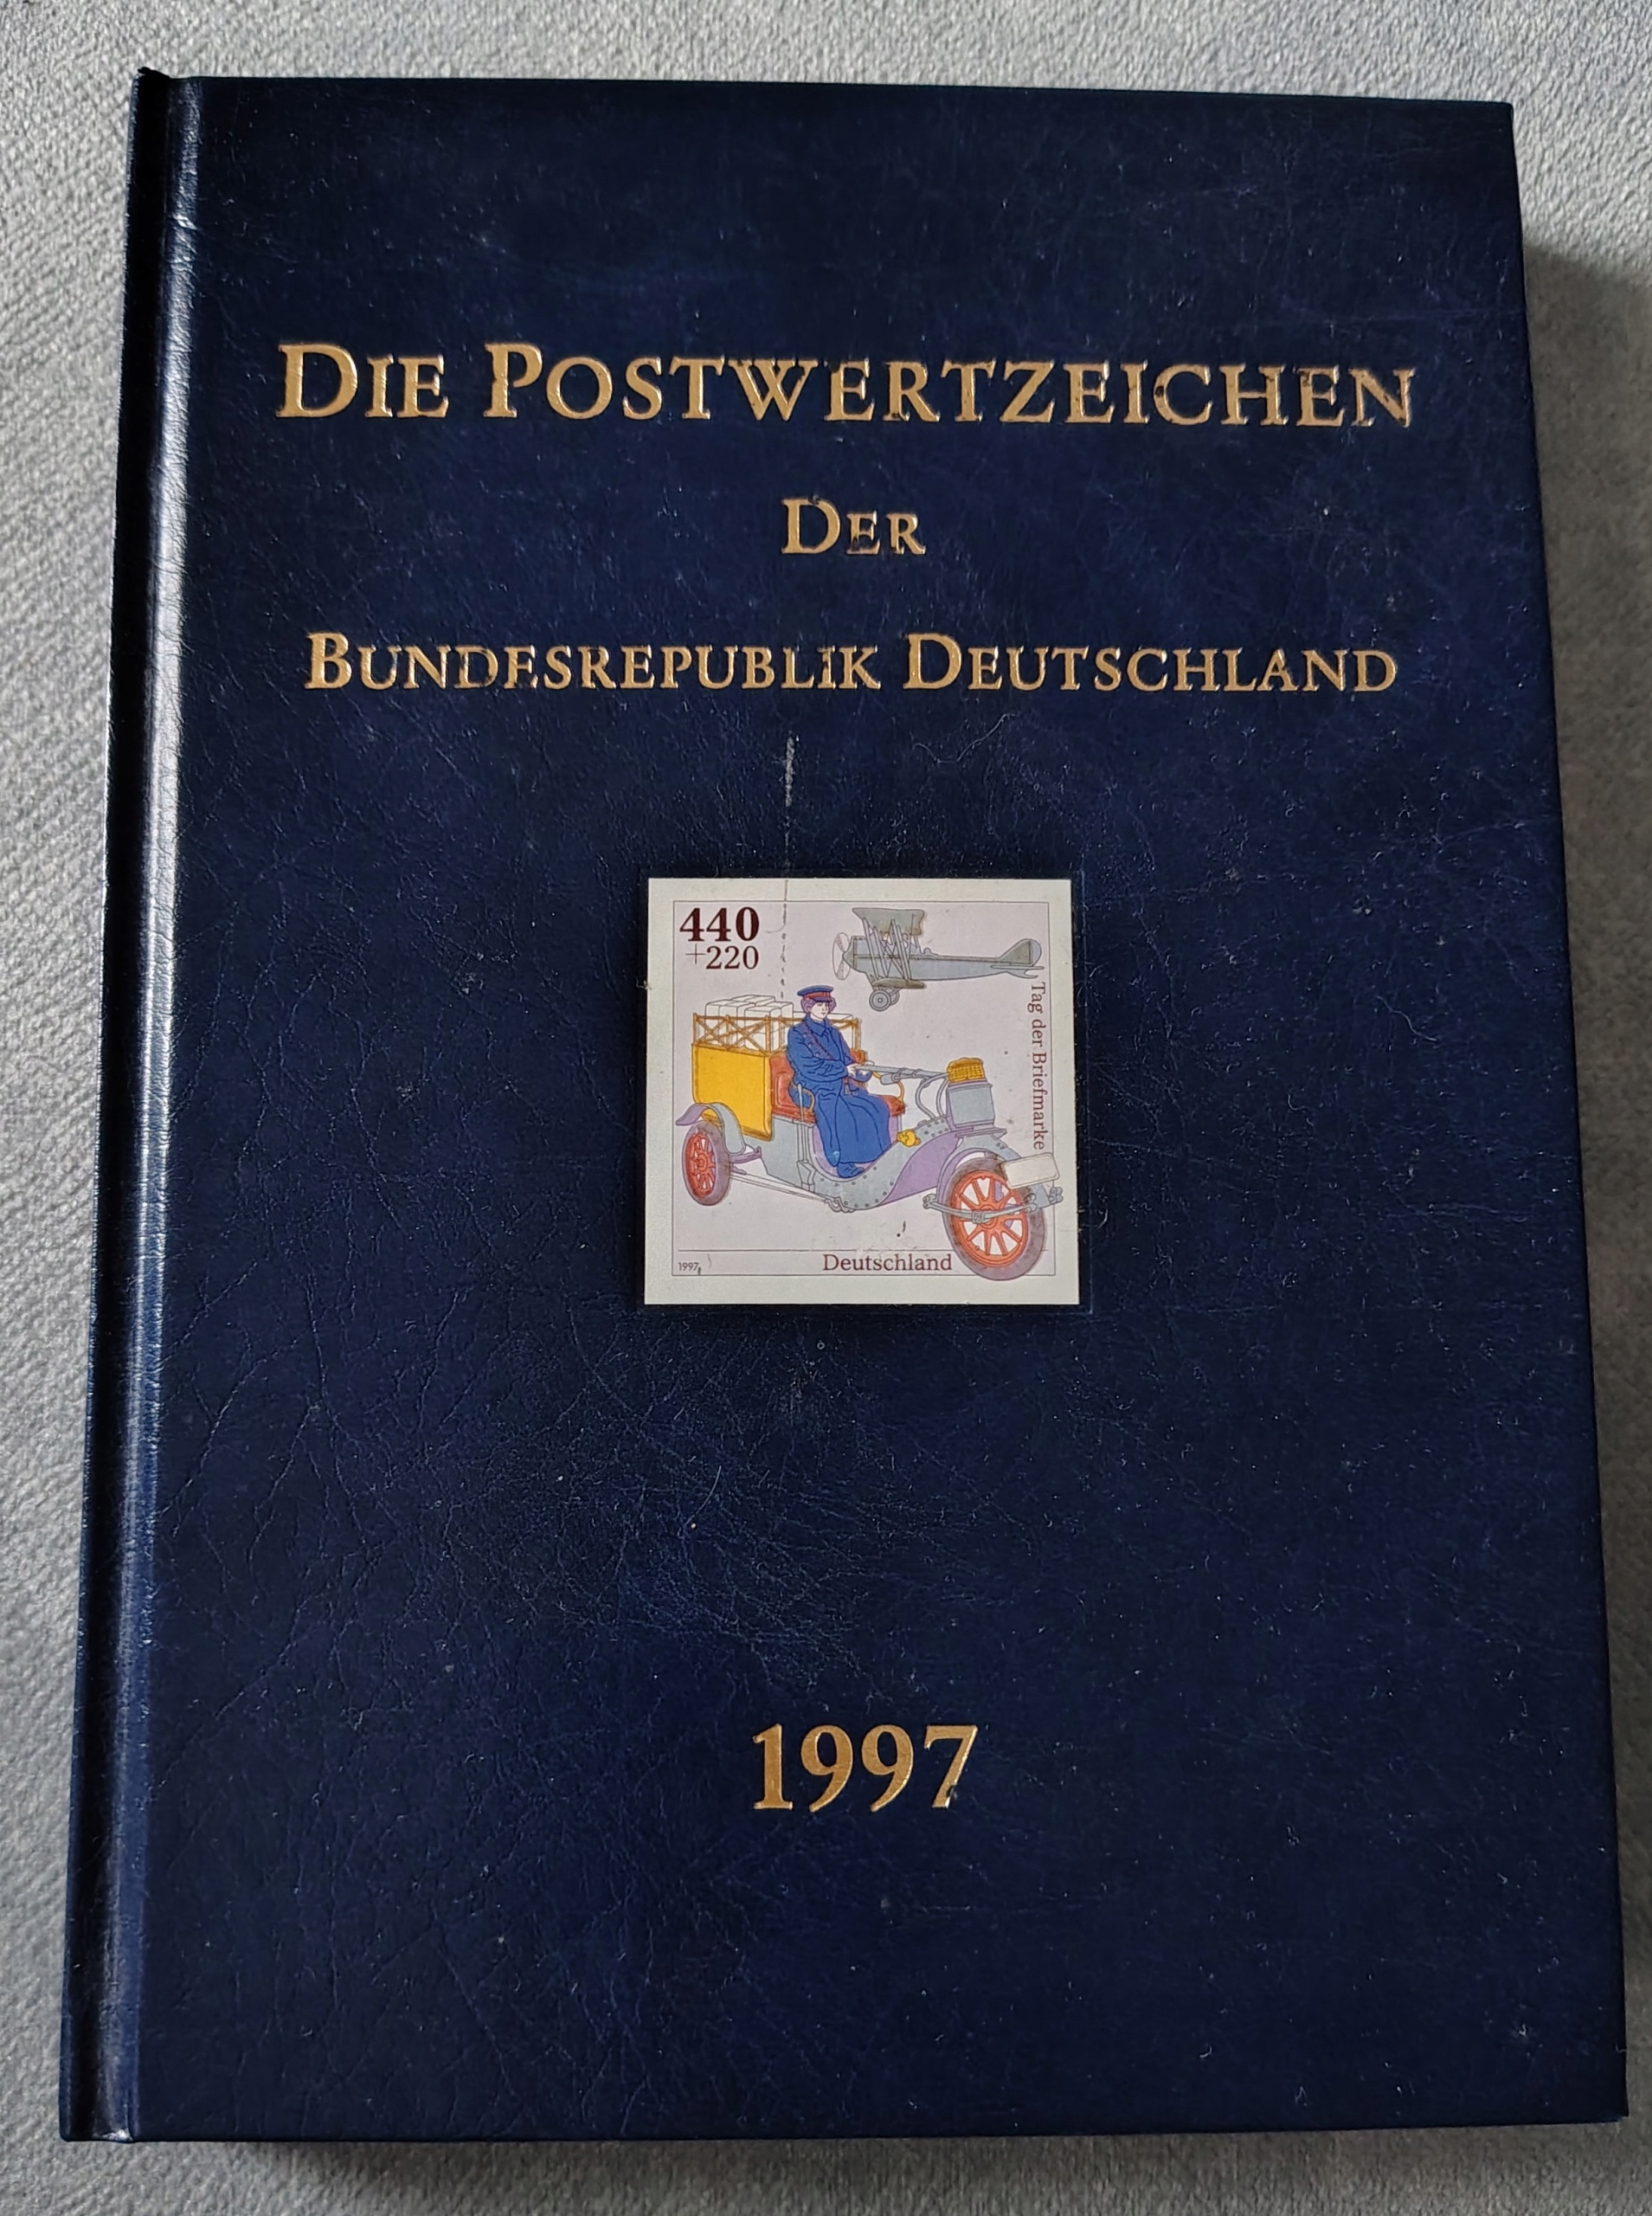 DIE POSTWERTZEICHEN
DER
BUNDESREPUBLIK DEUTSCHLAND
440
+220
Tag der Briefmarke
1997
Deutschland
1997